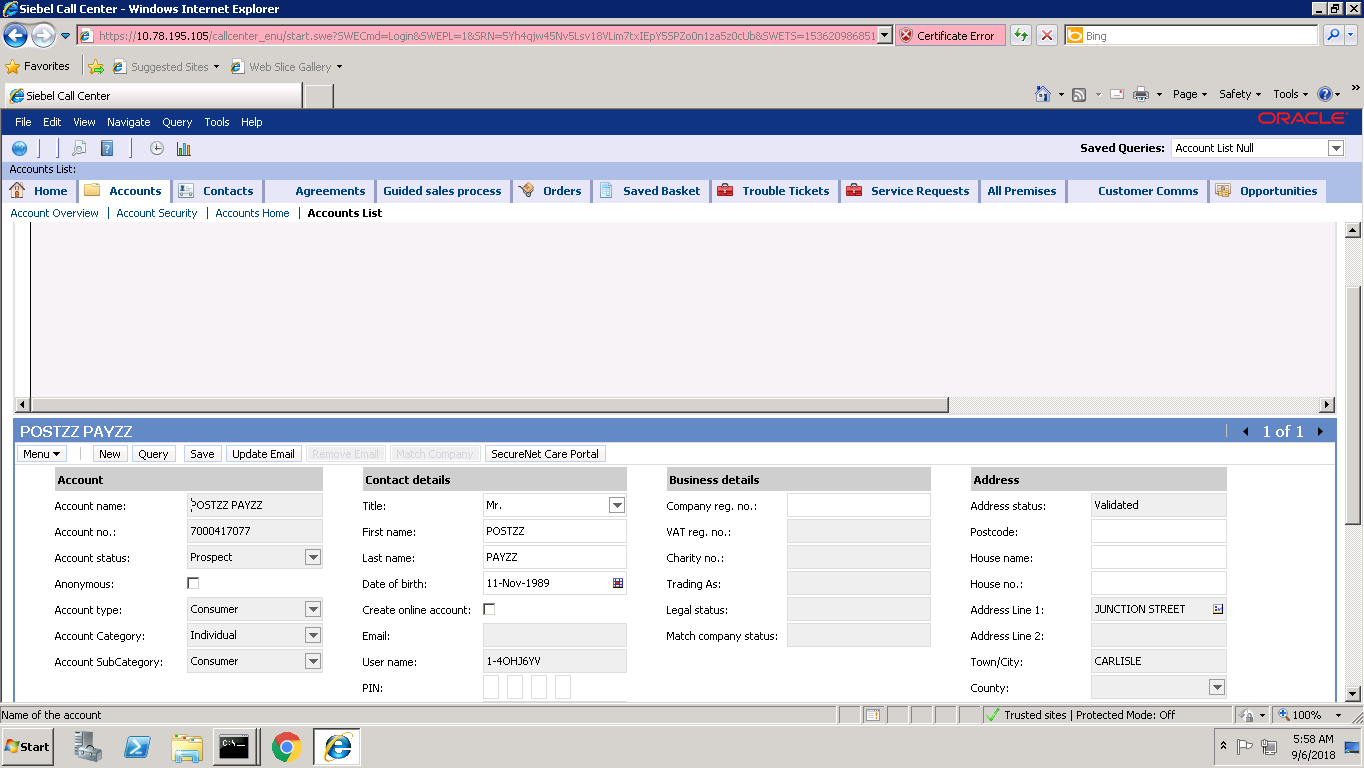 Siebel Call Center - Windows Internet Explorer
https://10.78.195.105/callcenter_enu/start.swe?SWECmd=Login&SWEPL=1&SRN=5Yh4qjw45Nv5Lsv18VLim7txIEpY5SPZo0n1za5z0cUb&SWETS=153620986851
Certificate Error
Bing
Favorites
Suggested Sites
Web Slice Gallery
Siebel Call Center
Page
Safety
Tools
File Edit View Navigate Query Tools Help
ORACLE
Saved Queries: Account List Null
Accounts List:
Home Accounts Contacts Agreements Guided sales process Orders Saved Basket Trouble Tickets Service Requests All Premises Customer Comms Opportunities
Account Overview | Account Security | Accounts Home | Accounts List
POSTZZ PAYZZ
1 of 1
Menu New Query Save Update Email Remove Email Match Company SecureNet Care Portal
Account Contact details Business details Address
Account name: POSTZZ PAYZZ Title: Mr. Company reg. no.: Address status: Validated
Account no.: 7000417077 First name: POSTZZ VAT reg. no.: Postcode:
Account status: Prospect Last name: PAYZZ Charity no.: House name:
Anonymous: Date of birth: 11-Nov-1989 Trading As: House no.:
Account type: Consumer Create online account: Legal status: Address Line 1: JUNCTION STREET
Account Category: Individual Email: Match company status: Address Line 2:
Account SubCategory: Consumer User name: 1-4OHJ6YV Town/City: CARLISLE
PIN: County:
Name of the account
Trusted sites | Protected Mode: Off
100%
Start
C:\
5:58 AM
9/6/2018